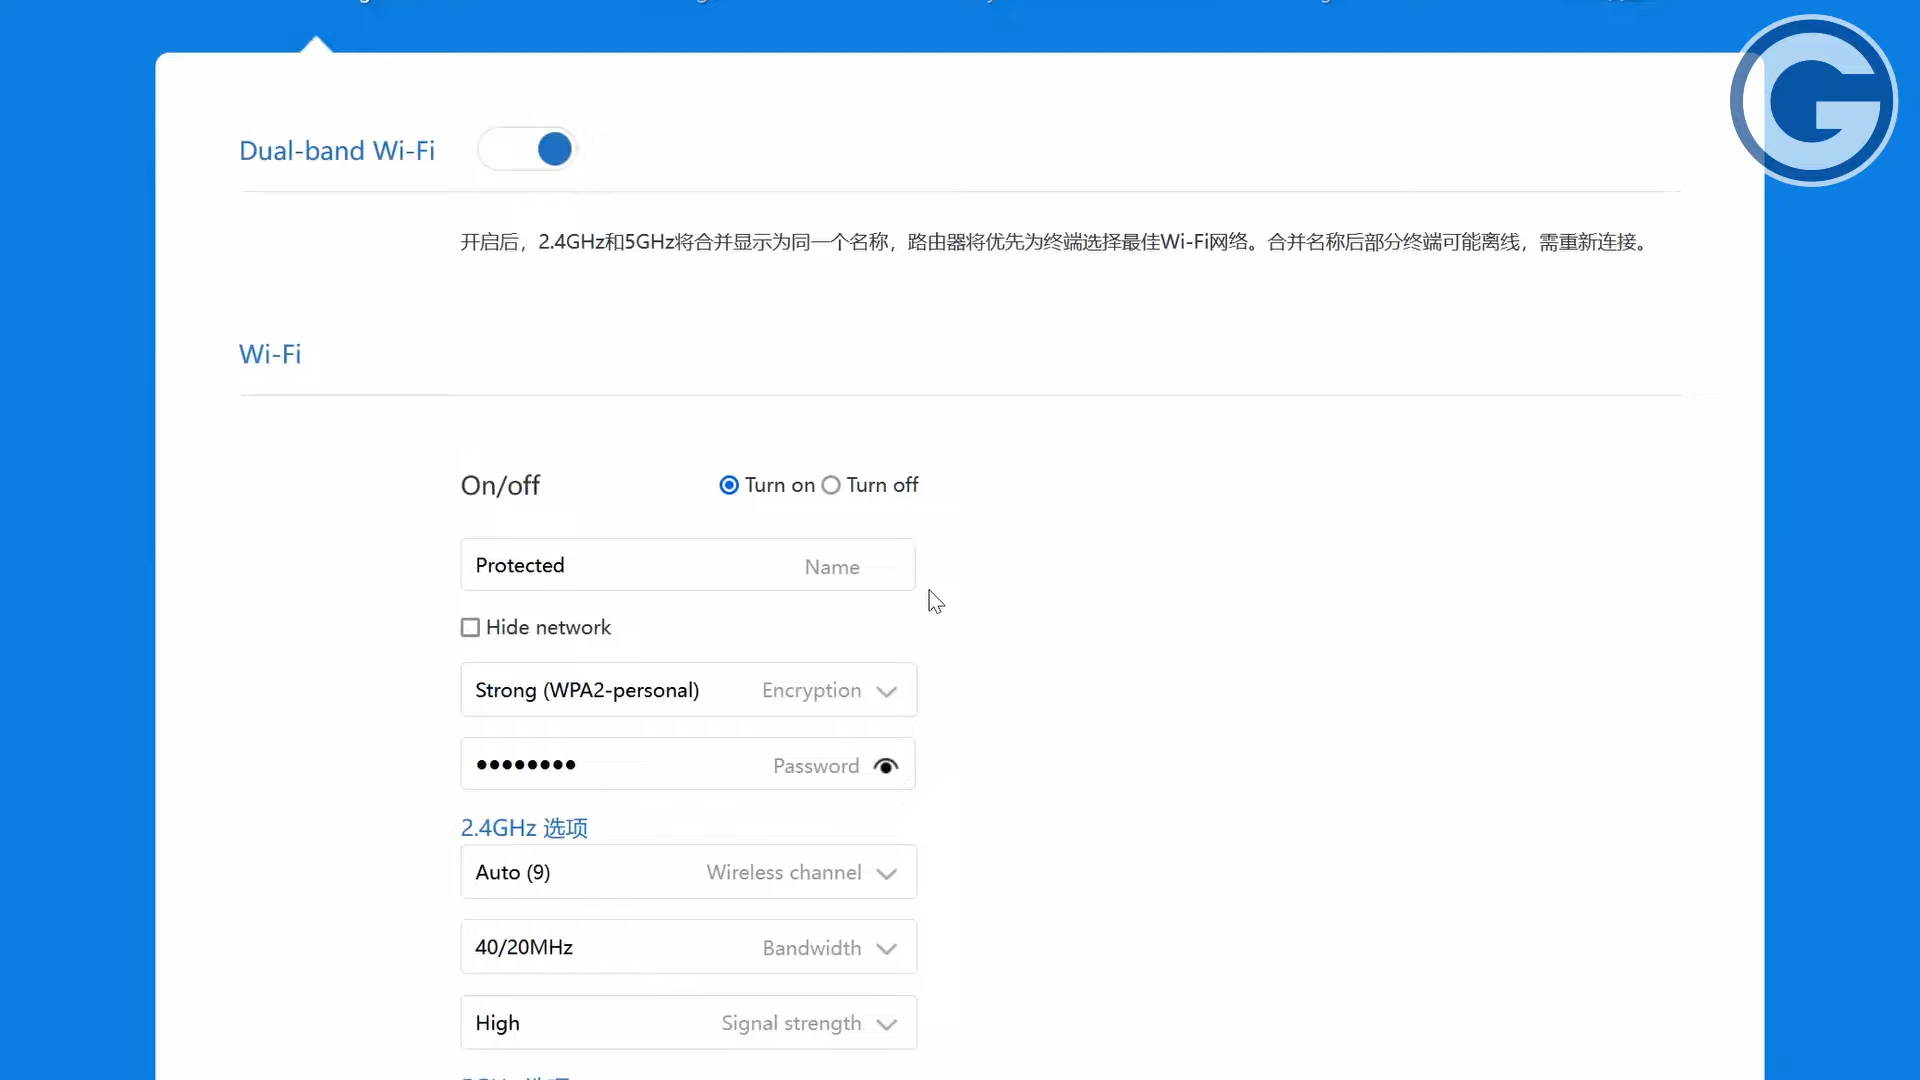 Dual-band Wi-Fi
开启后，2.4GHz和5GHz将合并显示为同一个名称，路由器将优先为终端选择最佳Wi-Fi网络。合并名称后部分终端可能离线，需重新连接。
Wi-Fi
On/off Turn on Turn off
Protected Name
Hide network
Strong (WPA2-personal) Encryption
•••••••• Password
2.4GHz 选项
Auto (9) Wireless channel
40/20MHz Bandwidth
High Signal strength